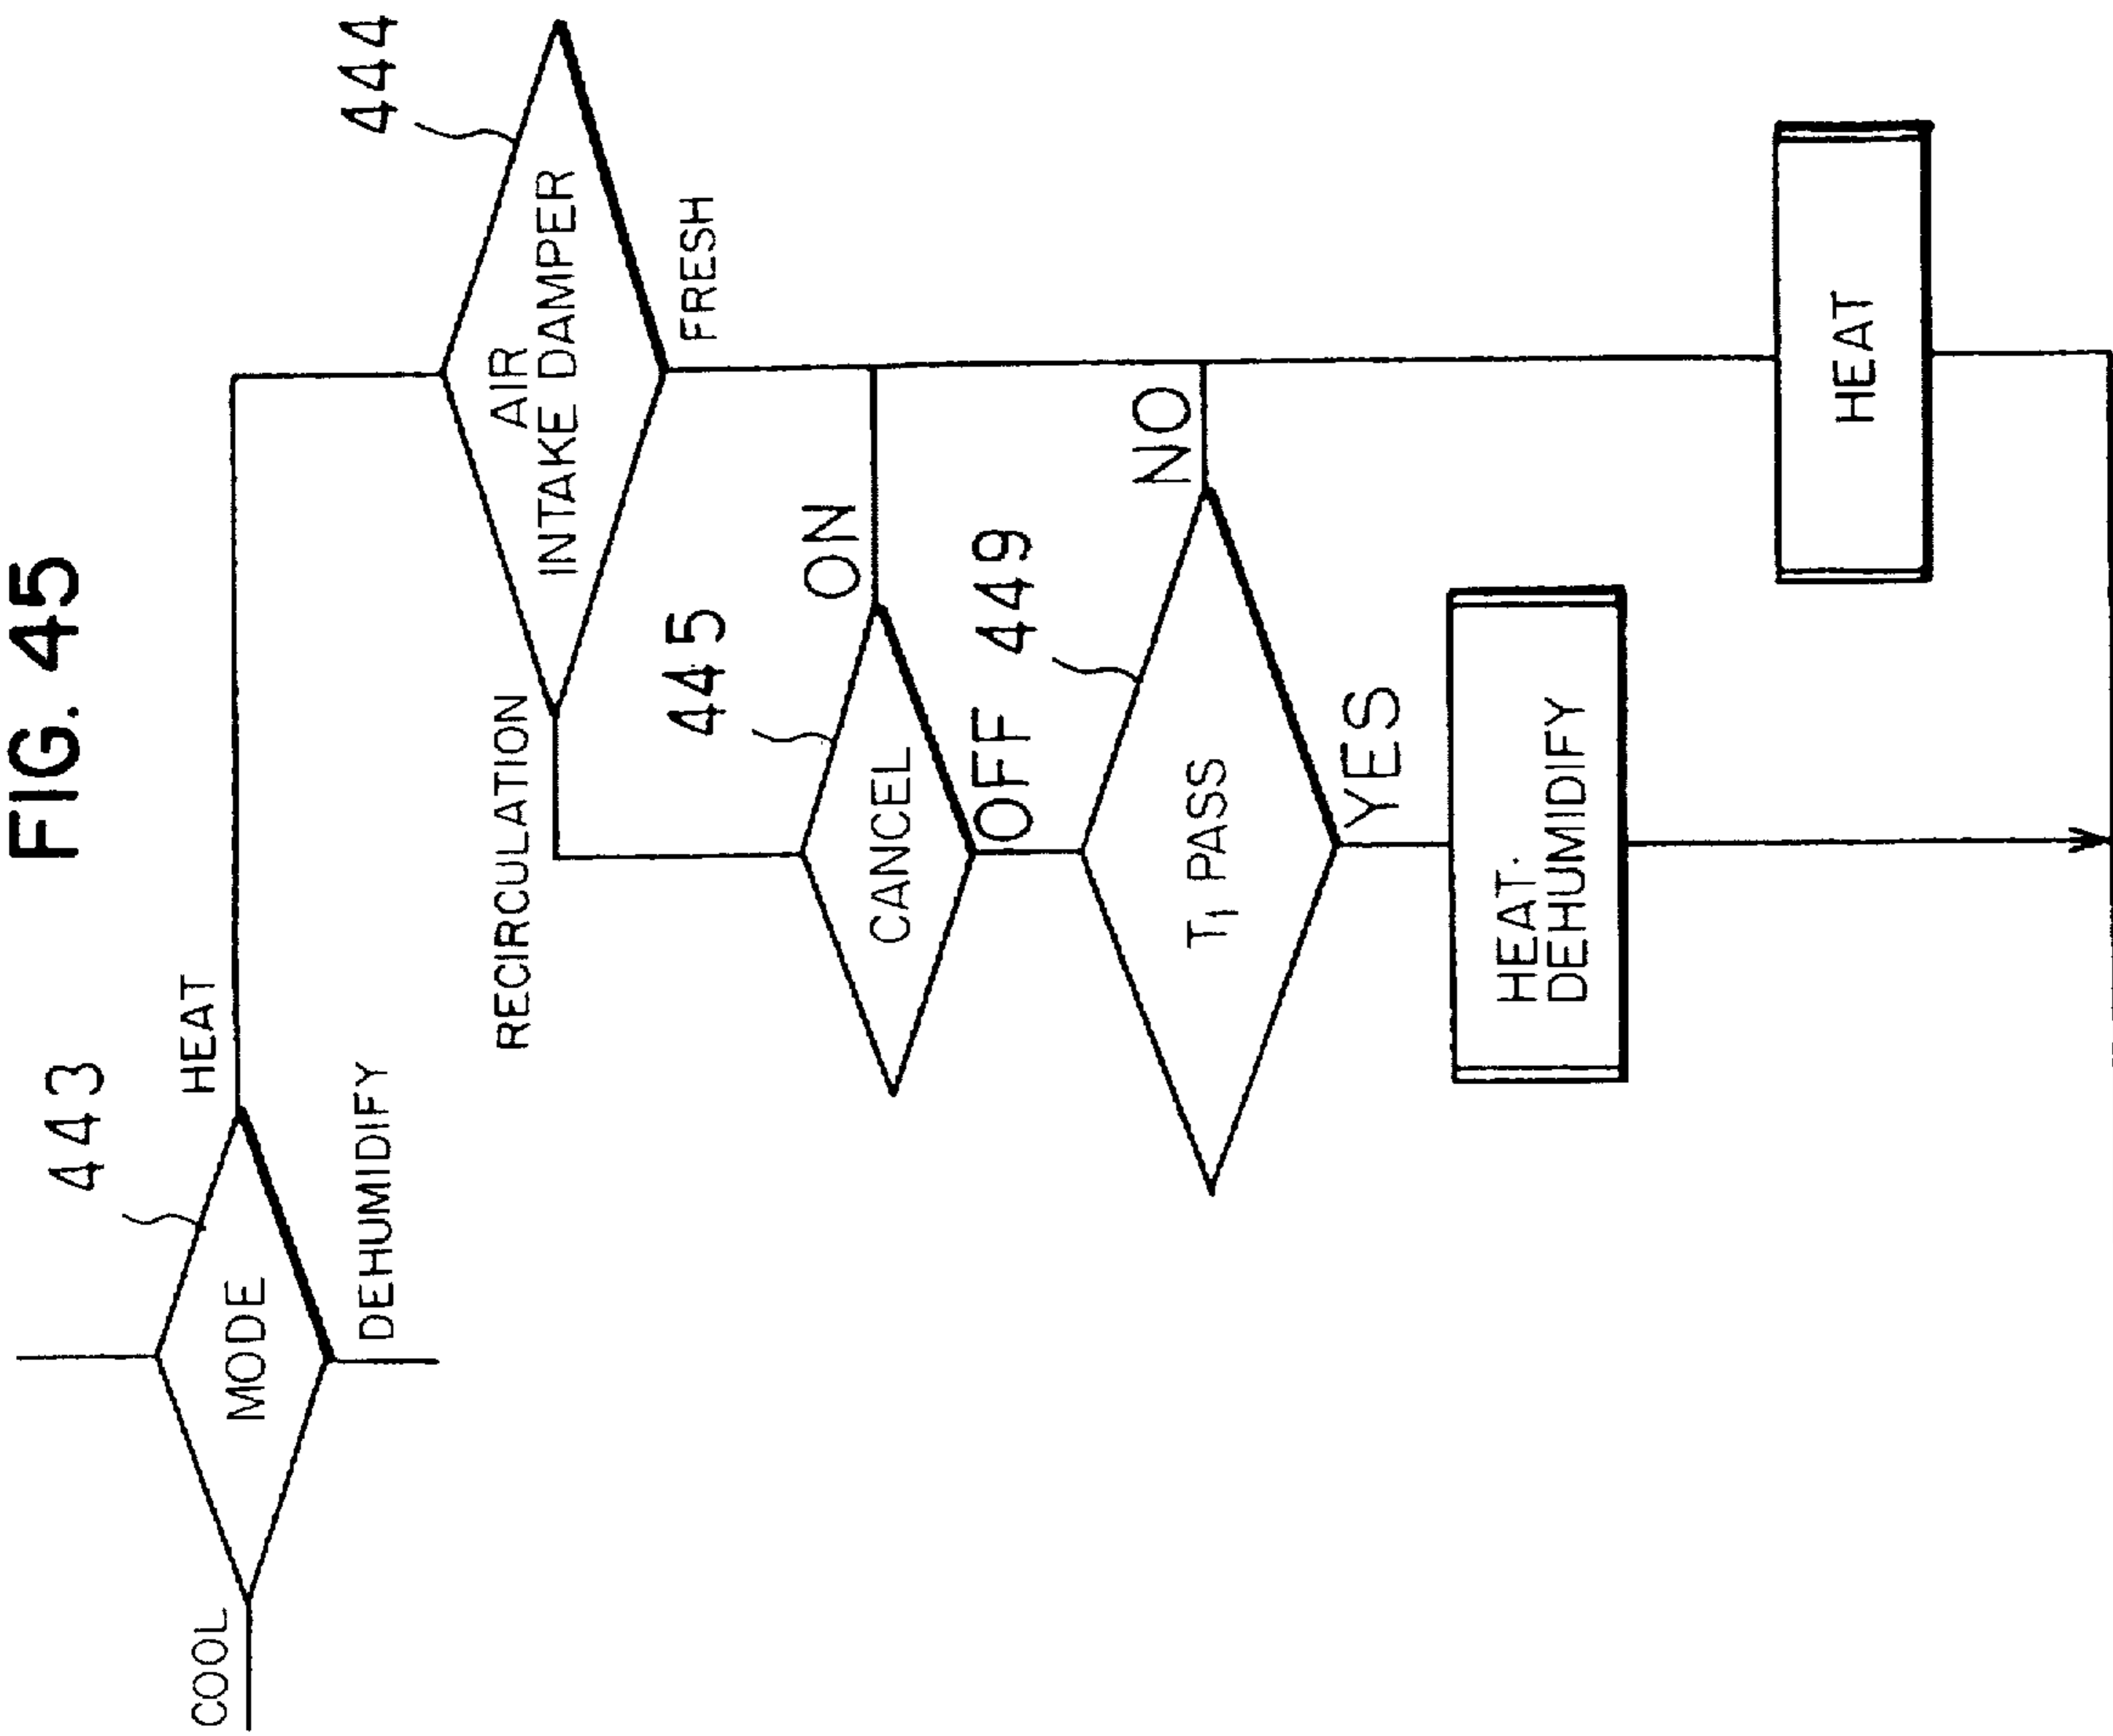 FIG. 45
443
MODE
COOL
HEAT
DEHUMIDIFY
444
AIR
INTAKE DAMPER
RECIRCULATION
FRESH
445
CANCEL
ON
OFF
449
T1 PASS
NO
YES
HEAT·
DEHUMIDIFY
HEAT